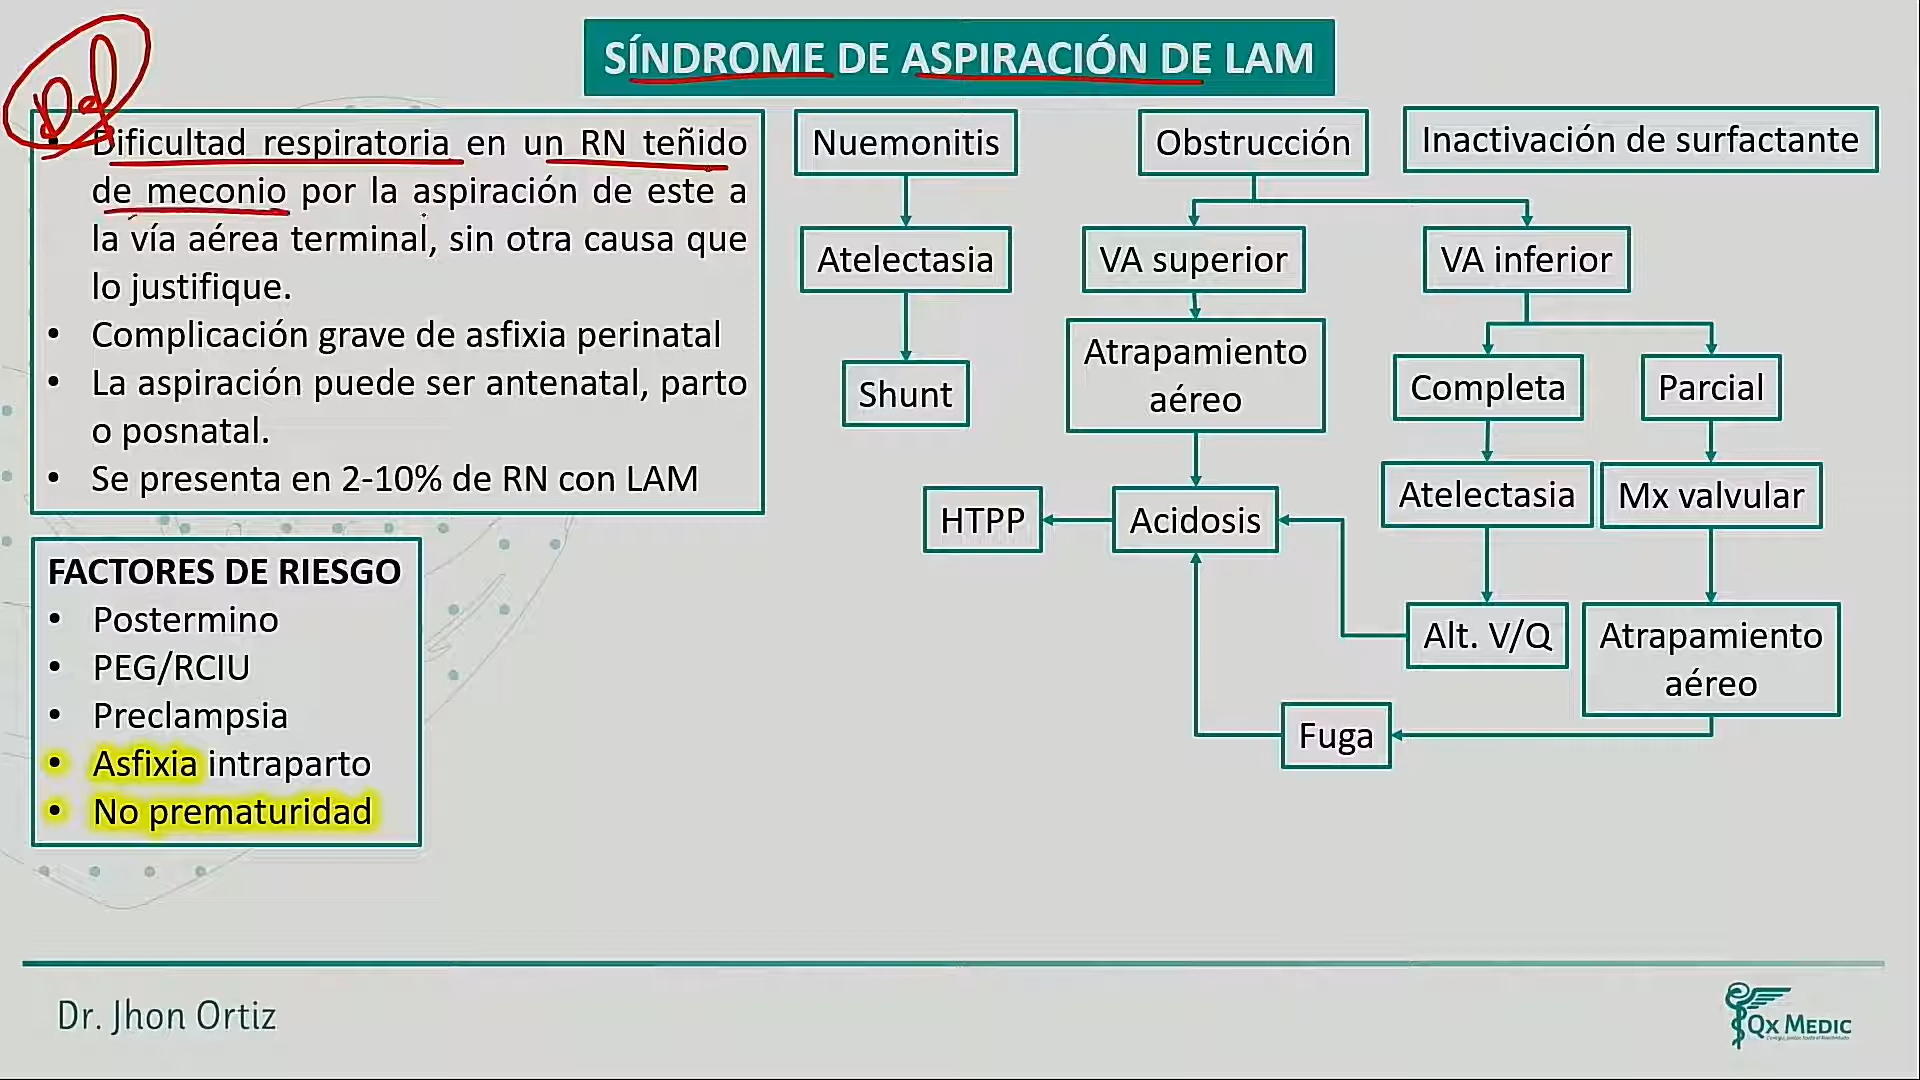 SÍNDROME DE ASPIRACIÓN DE LAM
• Dificultad respiratoria en un RN teñido
de meconio por la aspiración de este a
la vía aérea terminal, sin otra causa que
lo justifique.
• Complicación grave de asfixia perinatal
• La aspiración puede ser antenatal, parto
o posnatal.
• Se presenta en 2-10% de RN con LAM
FACTORES DE RIESGO
• Postermino
• PEG/RCIU
• Preclampsia
• Asfixia intraparto
• No prematuridad
Nuemonitis
Atelectasia
Shunt
Obstrucción
VA superior
Atrapamiento
aéreo
Acidosis
HTPP
VA inferior
Completa
Atelectasia
Alt. V/Q
Parcial
Mx valvular
Atrapamiento
aéreo
Fuga
Inactivación de surfactante
Dr. Jhon Ortiz
QX MEDIC